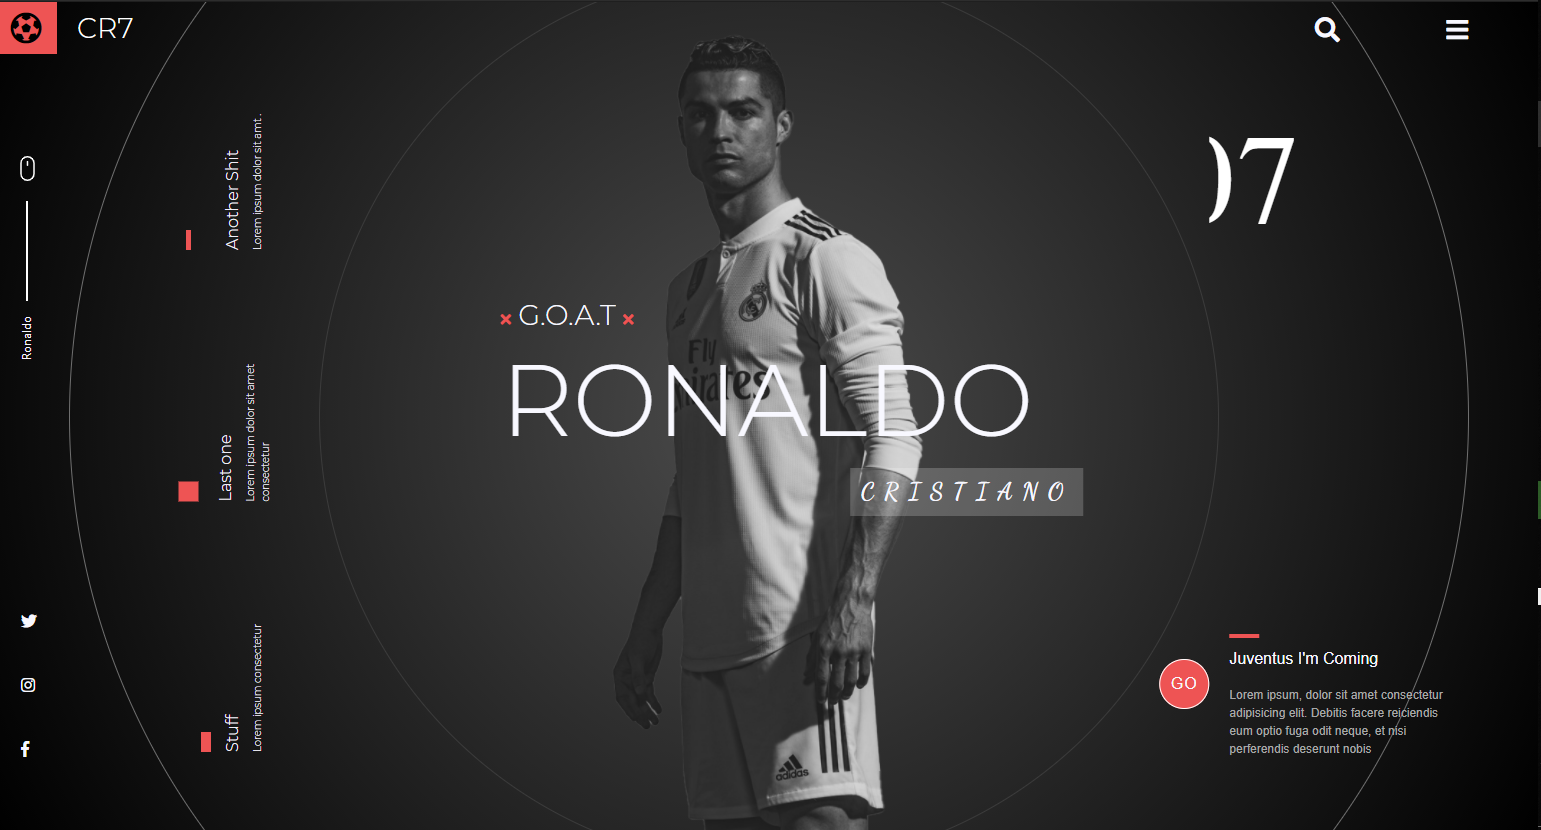 CR7
Another Shit
Lorem ipsum dolor sit amt.
07
Ronaldo
G.O.A.T
Fly
Emirates
RONALDO
CRISTIANO
Last one
Lorem ipsum dolor sit amet
consectetur
Stuff
Lorem ipsum consectetur
adidas
GO
Juventus I'm Coming
Lorem ipsum, dolor sit amet consectetur
adipisicing elit. Debitis facere reiciendis
eum optio fuga odit neque, et nisi
perferendis deserunt nobis